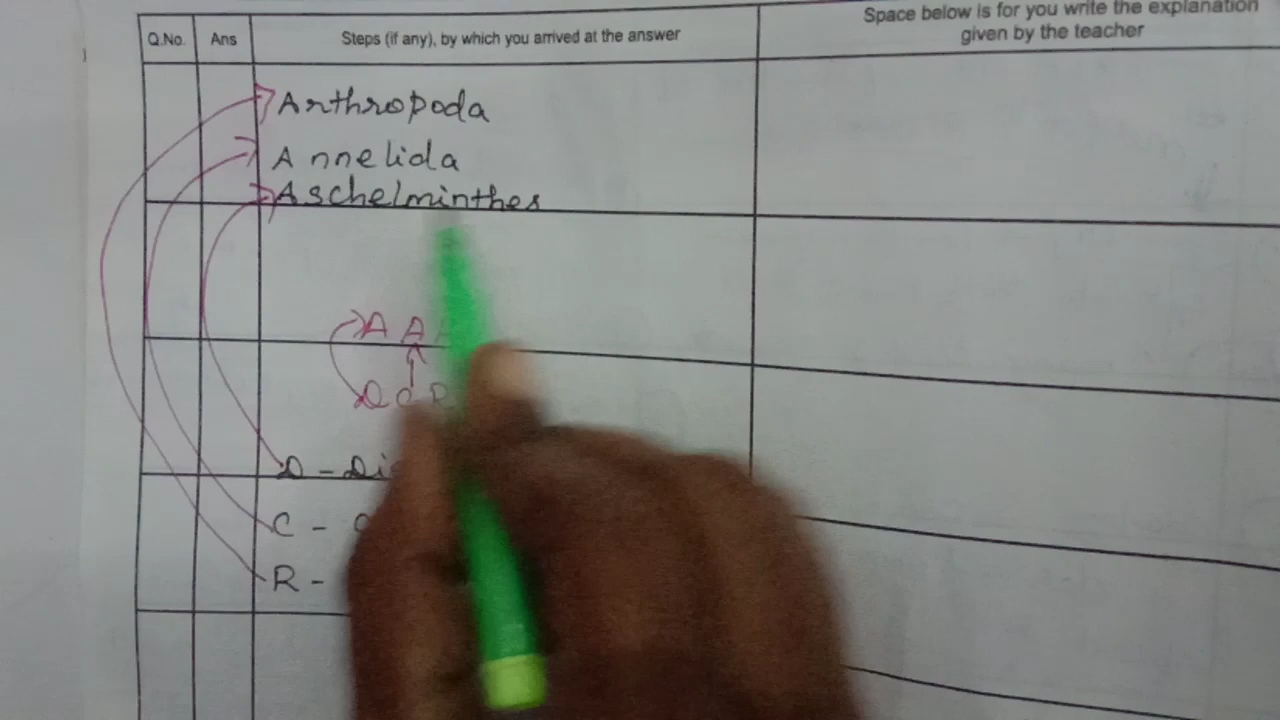 Q.No. Ans Steps (if any), by which you arrived at the answer
Space below is for you write the explanation
given by the teacher
Arthropoda
Annelida
Aschelminthes
A A
D C R
D -
C -
R -